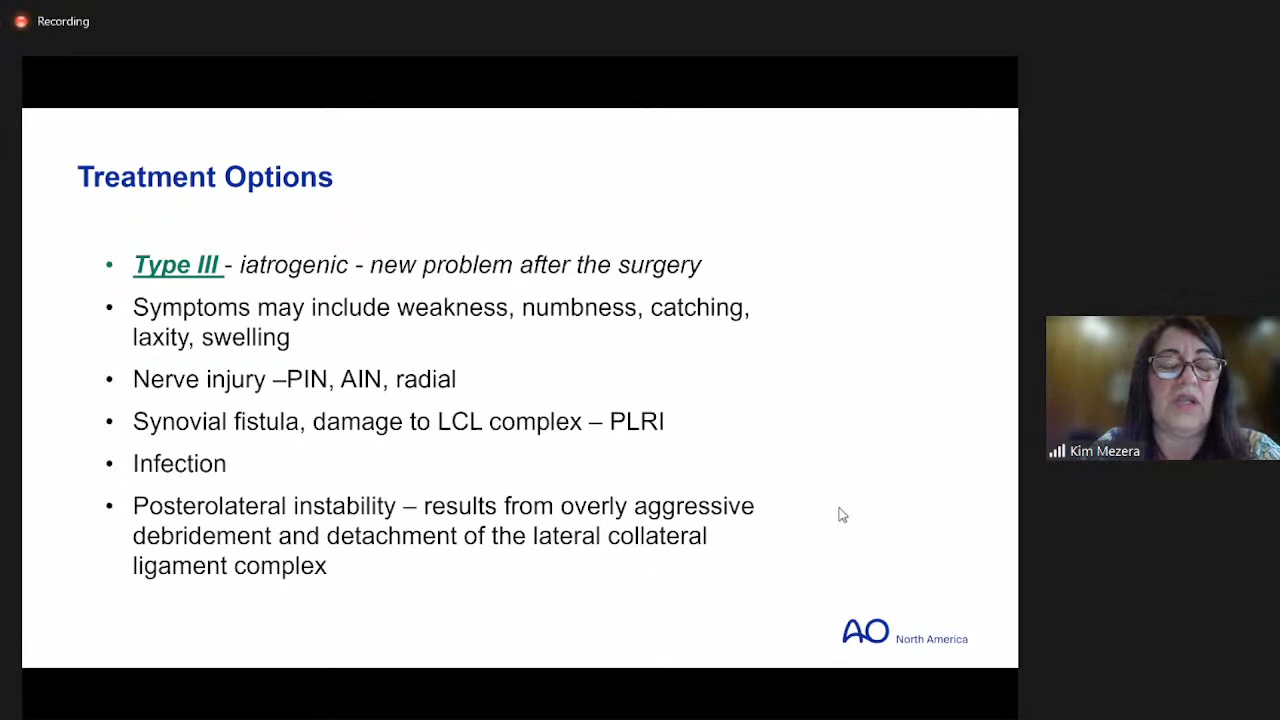 Recording
Treatment Options
• Type III - iatrogenic - new problem after the surgery
• Symptoms may include weakness, numbness, catching,
laxity, swelling
• Nerve injury –PIN, AIN, radial
• Synovial fistula, damage to LCL complex – PLRI
• Infection
• Posterolateral instability – results from overly aggressive
debridement and detachment of the lateral collateral
ligament complex
AO North America
Kim Mezera